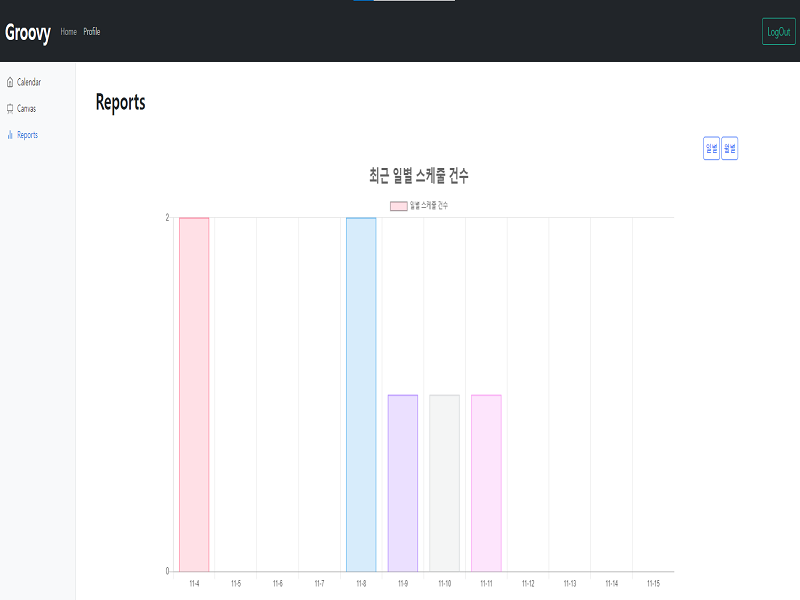 Groovy Home Profile LogOut
Calendar
Canvas
Reports
Reports
일별 월별
최근 일별 스케줄 건수
일별 스케줄 건수
2
0
11-4 11-5 11-6 11-7 11-8 11-9 11-10 11-11 11-12 11-13 11-14 11-15